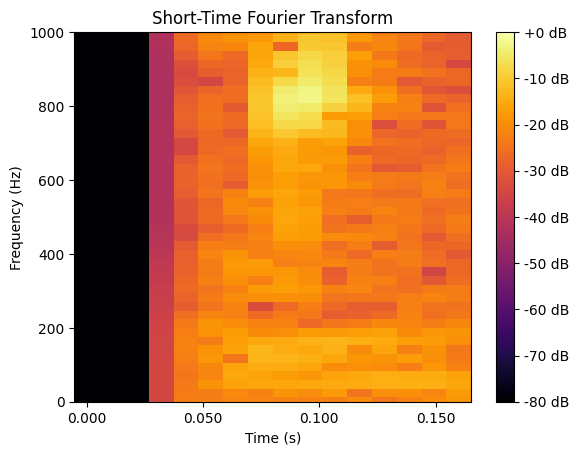 Short-Time Fourier Transform
1000
800
600
400
200
0
Frequency (Hz)
0.000
0.050
0.100
0.150
Time (s)
+0 dB
-10 dB
-20 dB
-30 dB
-40 dB
-50 dB
-60 dB
-70 dB
-80 dB